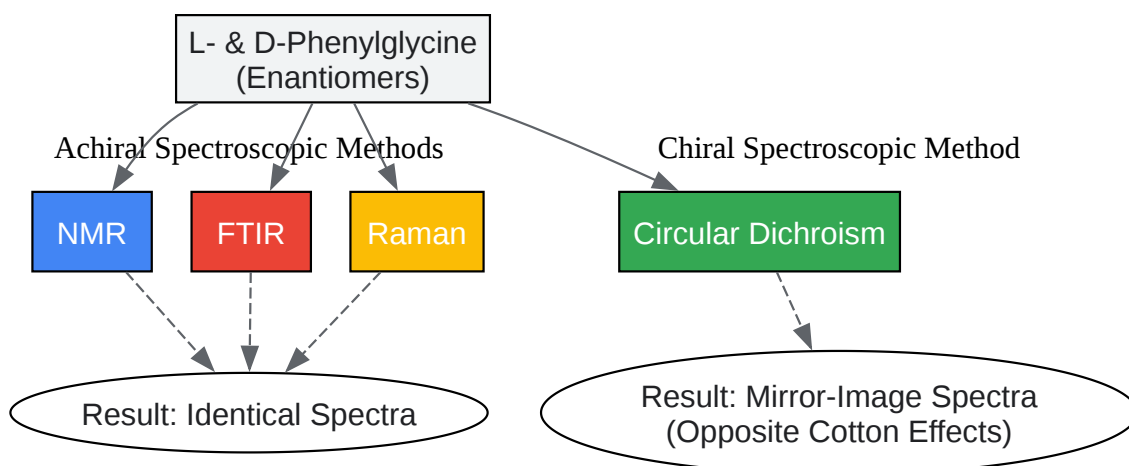 L- & D-Phenylglycine
(Enantiomers)
Achiral Spectroscopic Methods
Chiral Spectroscopic Method
NMR
FTIR
Raman
Circular Dichroism
Result: Identical Spectra
Result: Mirror-Image Spectra
(Opposite Cotton Effects)